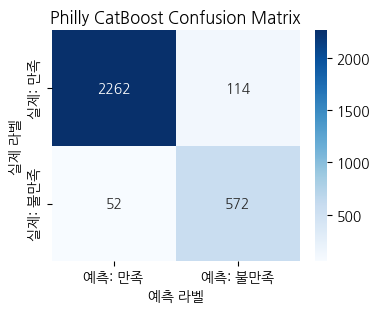 Philly CatBoost Confusion Matrix
실제 라벨
실제: 만족
2262
114
실제: 불만족
52
572
예측: 만족
예측: 불만족
예측 라벨
2000
1500
1000
500